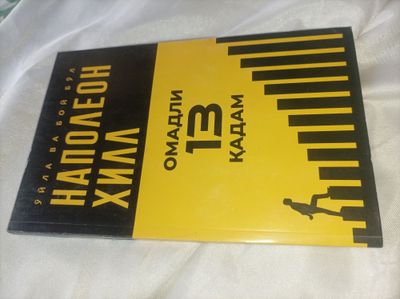 ЎЙЛА ВА БОЙ БЎЛ
НАПОЛЕОН
ХИЛЛ
ОМАДЛИ
13
ҚАДАМ